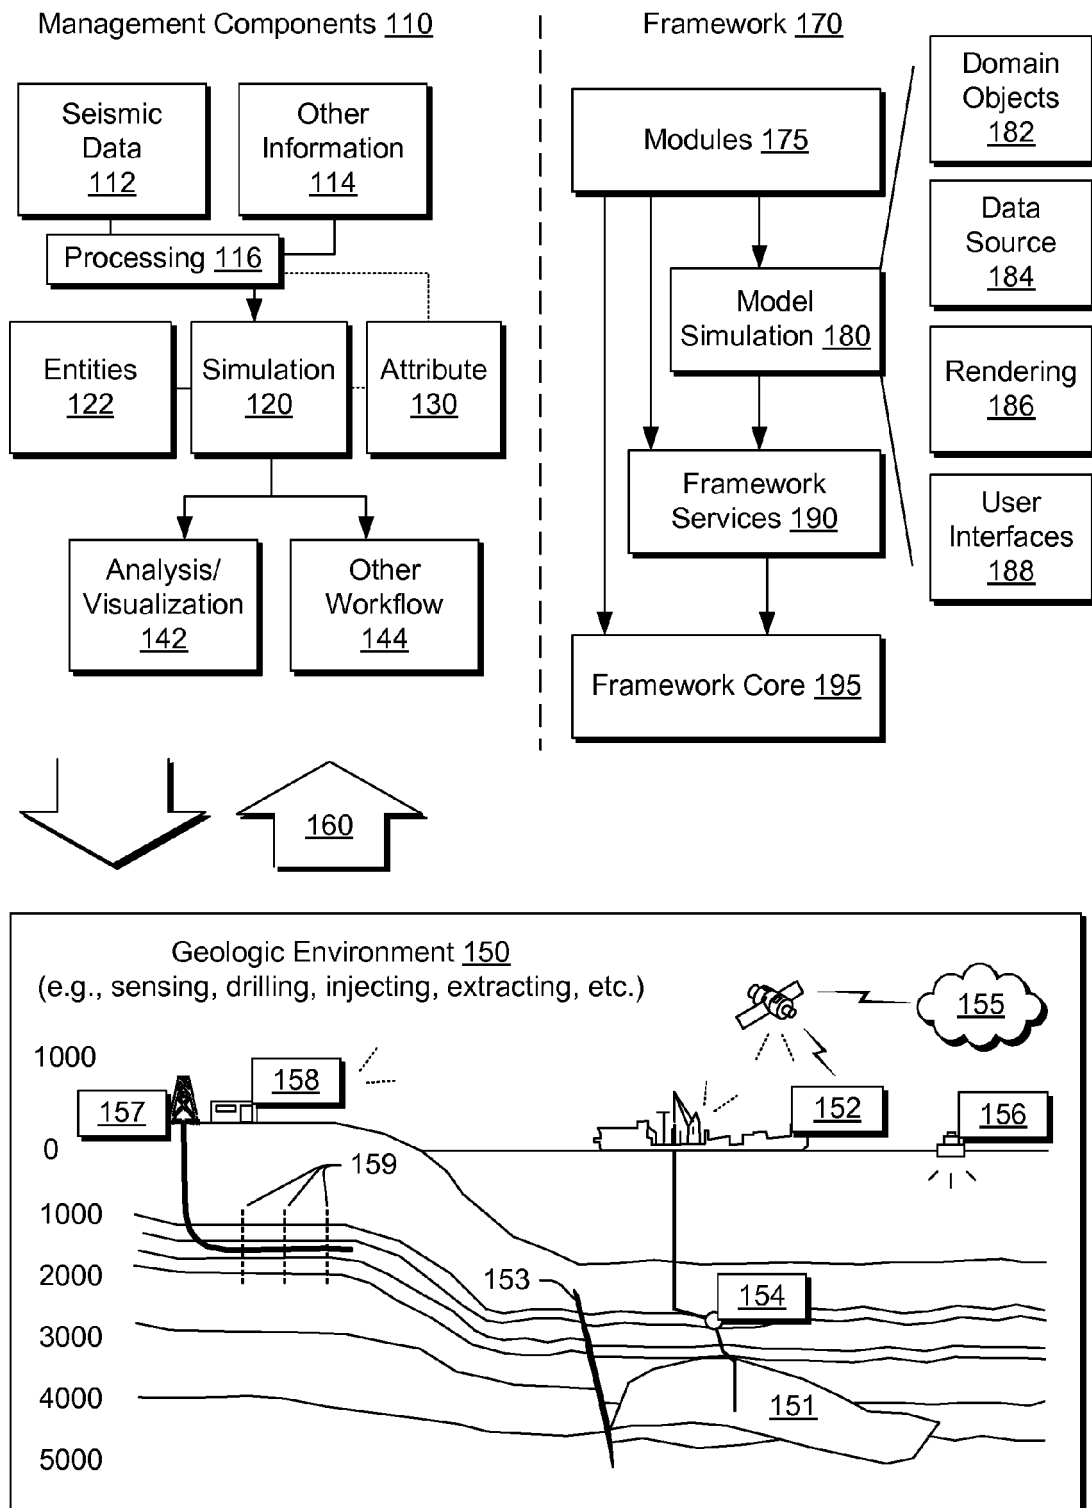 Management Components 110
Framework 170
Seismic
Data
112
Other
Information
114
Processing 116
Entities
122
Simulation
120
Attribute
130
Analysis/
Visualization
142
Other
Workflow
144
Modules 175
Model
Simulation 180
Framework
Services 190
Framework Core 195
Domain
Objects
182
Data
Source
184
Rendering
186
User
Interfaces
188
160
Geologic Environment 150
(e.g., sensing, drilling, injecting, extracting, etc.)
155
1000
158
157
152
156
0
159
1000
2000
153
154
3000
4000
151
5000